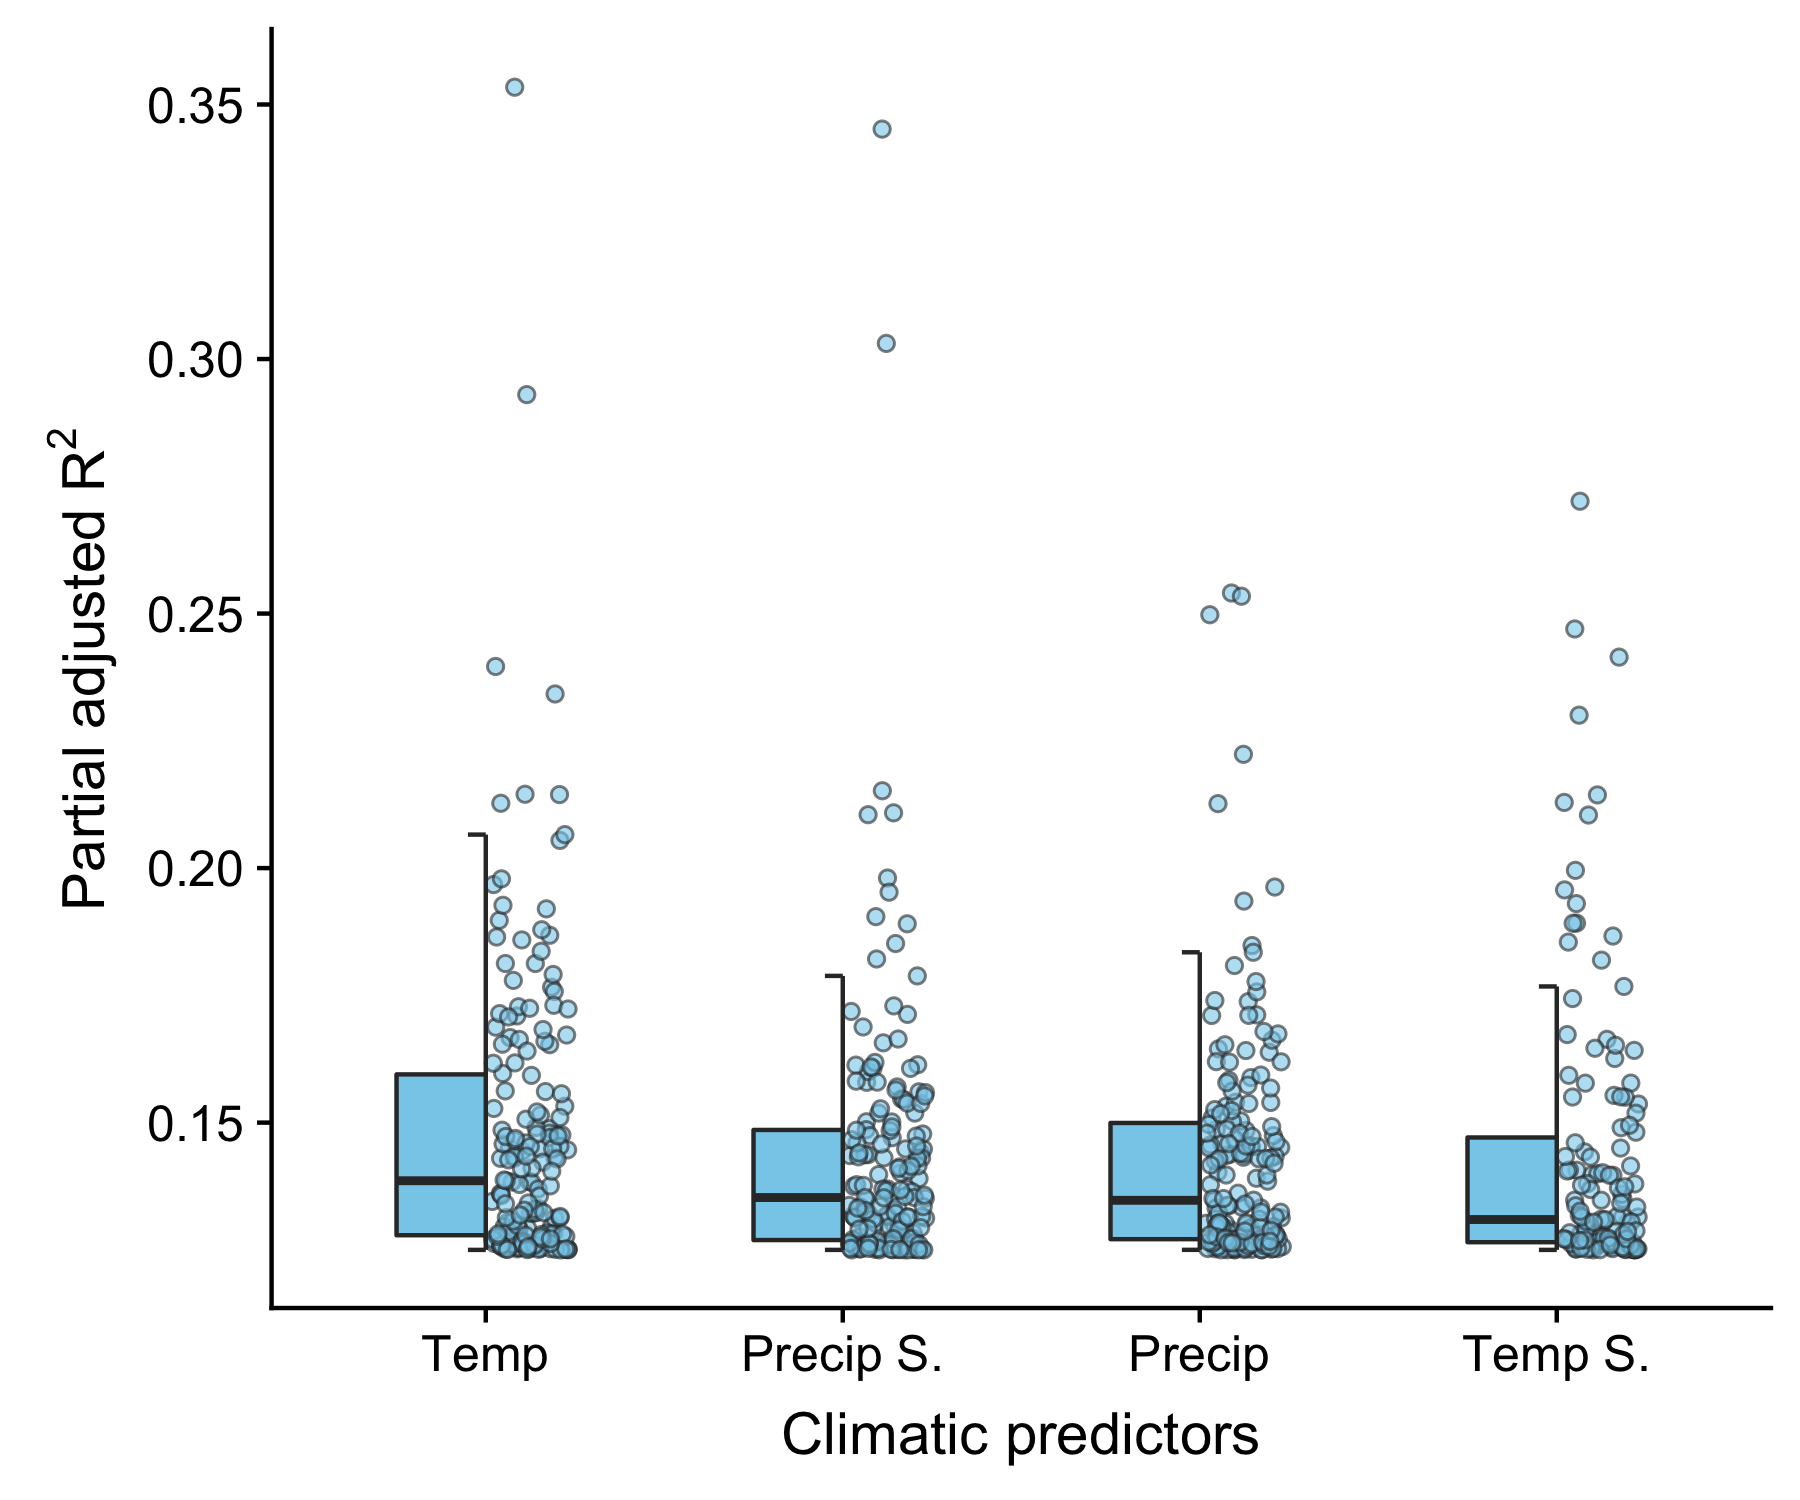 Partial adjusted R²
0.35
0.30
0.25
0.20
0.15
Temp
Precip S.
Precip
Temp S.
Climatic predictors